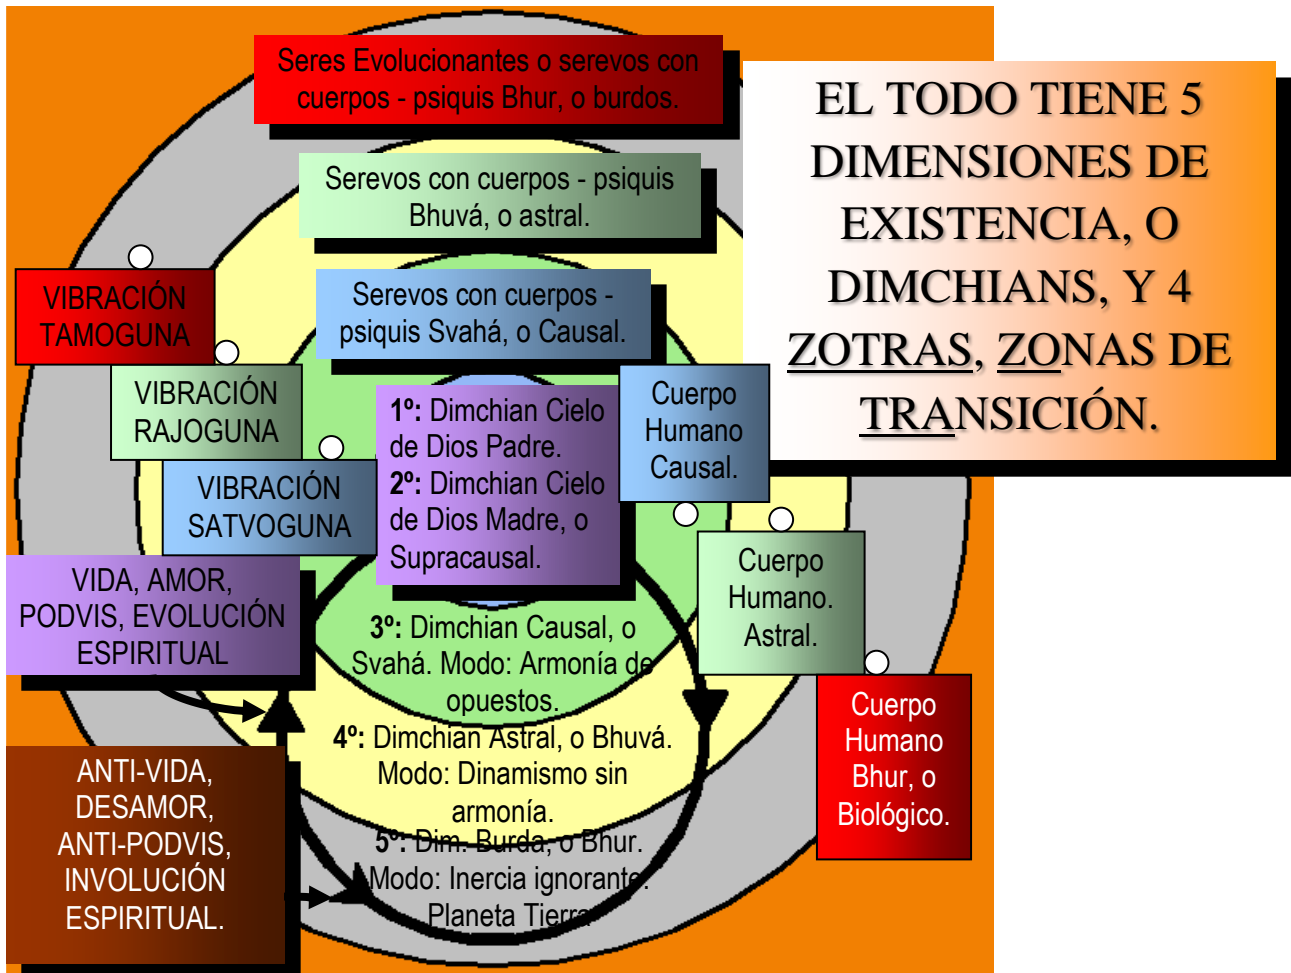 Seres Evolucionantes o serevos con
cuerpos - psiquis Bhur, o burdos.
EL TODO TIENE 5
DIMENSIONES DE
EXISTENCIA, O
DIMCHIANS, Y 4
ZOTRAS, ZONAS DE
TRANSICIÓN.
Serevos con cuerpos - psiquis
Bhuvá, o astral.
Serevos con cuerpos -
psiquis Svahá, o Causal.
VIBRACIÓN
TAMOGUNA
VIBRACIÓN
RAJOGUNA
VIBRACIÓN
SATVOGUNA
1º: Dimchian Cielo
de Dios Padre.
2º: Dimchian Cielo
de Dios Madre, o
Supracausal.
Cuerpo
Humano
Causal.
Cuerpo
Humano.
Astral.
Cuerpo
Humano
Bhur, o
Biológico.
VIDA, AMOR,
PODVIS, EVOLUCIÓN
ESPIRITUAL
3º: Dimchian Causal, o
Svahá. Modo: Armonía de
opuestos.
4º: Dimchian Astral, o Bhuvá.
Modo: Dinamismo sin
armonía.
5º: Dim. Burda, o Bhur.
Modo: Inercia ignorante.
Planeta Tierra
ANTI-VIDA,
DESAMOR,
ANTI-PODVIS,
INVOLUCIÓN
ESPIRITUAL.